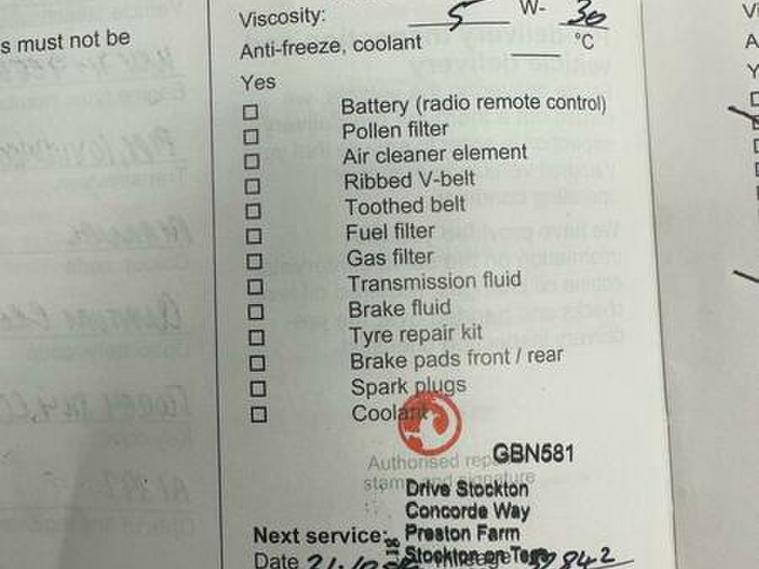 Viscosity: 5 W- 30
s must not be
Anti-freeze, coolant °C
Yes
Battery (radio remote control)
Pollen filter
Air cleaner element
Ribbed V-belt
Toothed belt
Fuel filter
Gas filter
Transmission fluid
Brake fluid
Tyre repair kit
Brake pads front / rear
Spark plugs
Coolant
GBN581
Authorised
stamp and signature
Drive Stockton
Concorde Way
Preston Farm
Next service:
Stockton on Tees
Date